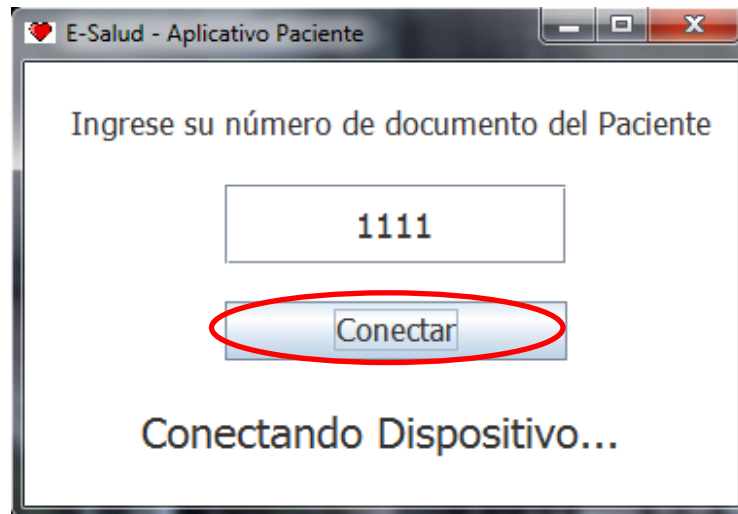 E-Salud - Aplicativo Paciente
Ingrese su número de documento del Paciente
1111
Conectar
Conectando Dispositivo...